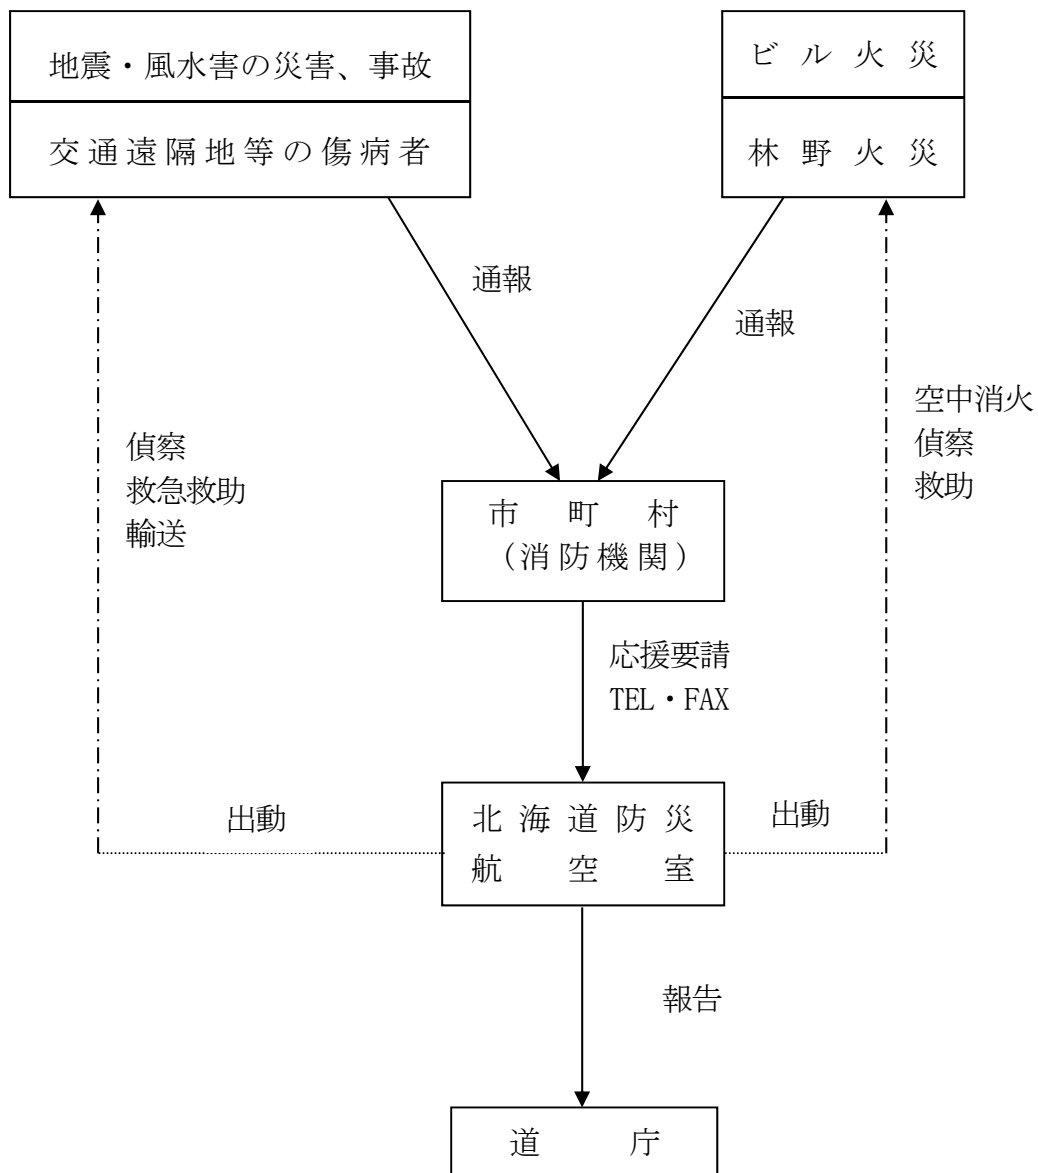 地震・風水害の災害、事故
交通遠隔地等の傷病者
ビル火災
林野火災
通報
通報
空中消火
偵察
救助
偵察
救急救助
輸送
市町村
（消防機関）
応援要請
TEL・FAX
出動
北海道防災
航空室
出動
報告
道庁